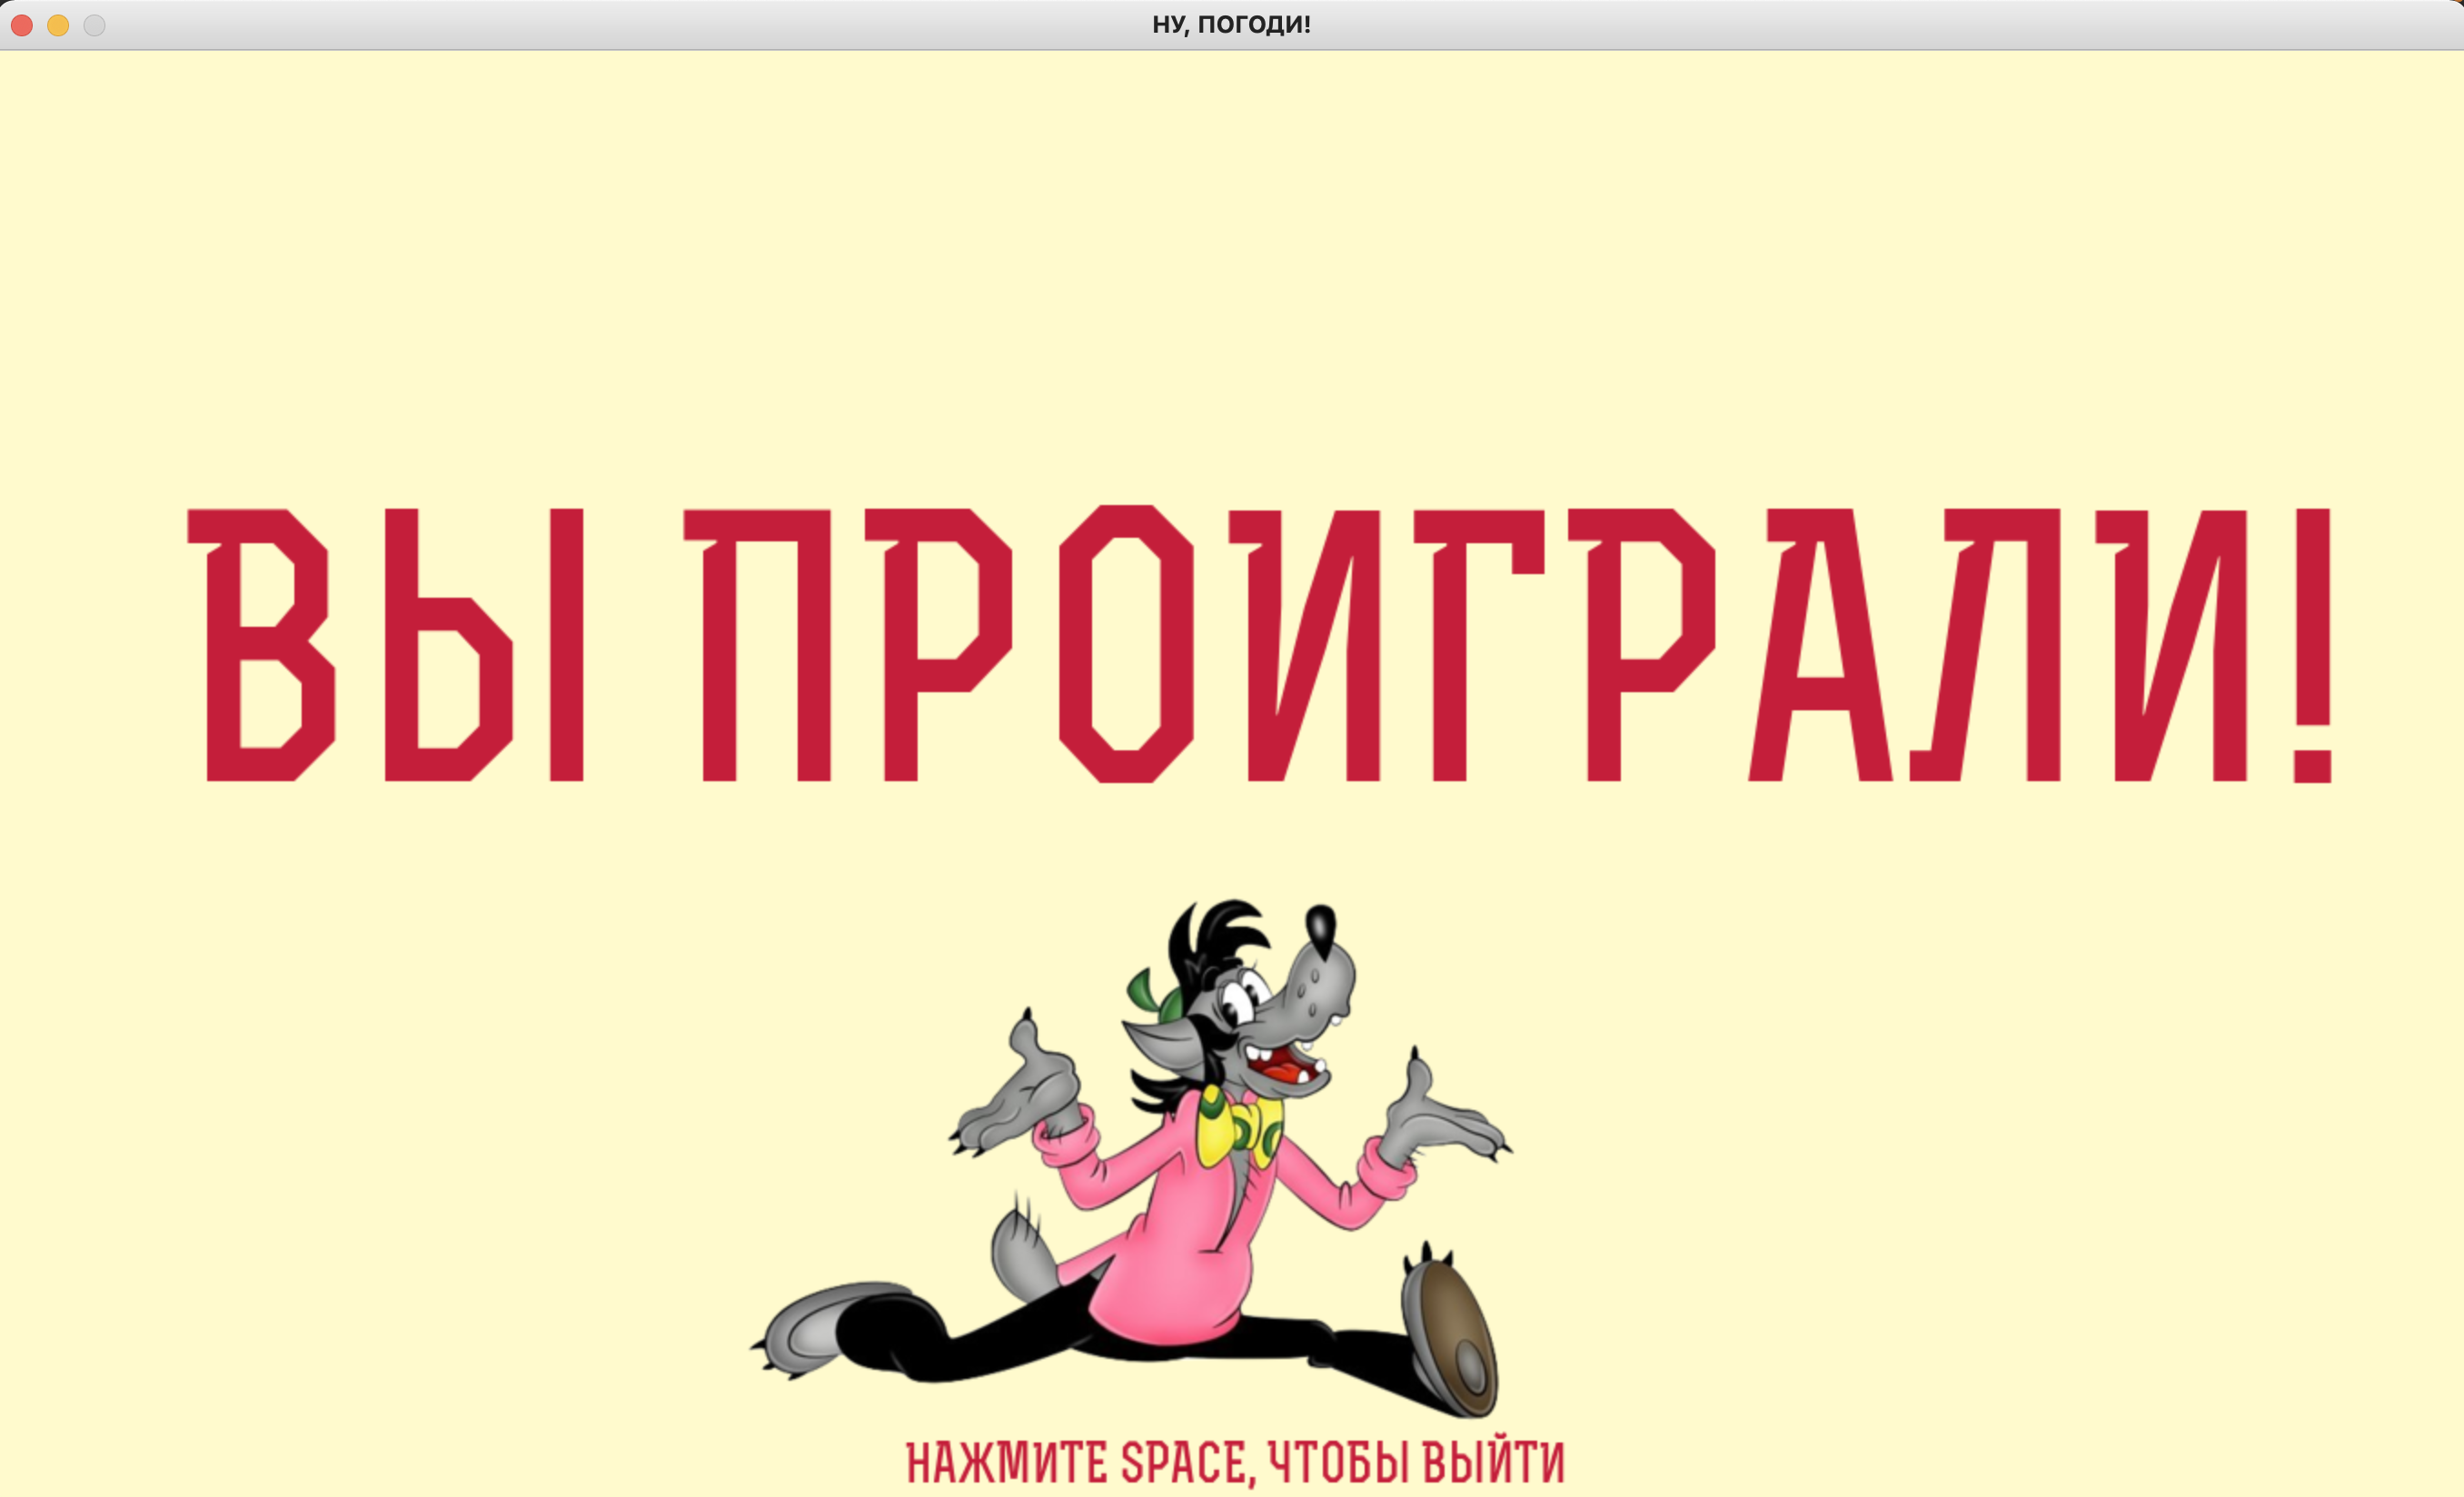 НУ, ПОГОДИ!
ВЫ ПРОИГРАЛИ!
НАЖМИТЕ SPACE, ЧТОБЫ ВЫЙТИ